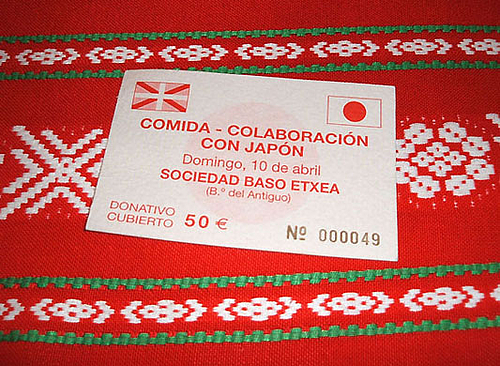 COMIDA - COLABORACIÓN
CON JAPÓN
Domingo, 10 de abril
SOCIEDAD BASO ETXEA
(B.º del Antiguo)
DONATIVO
CUBIERTO 50 €
Nº 000049